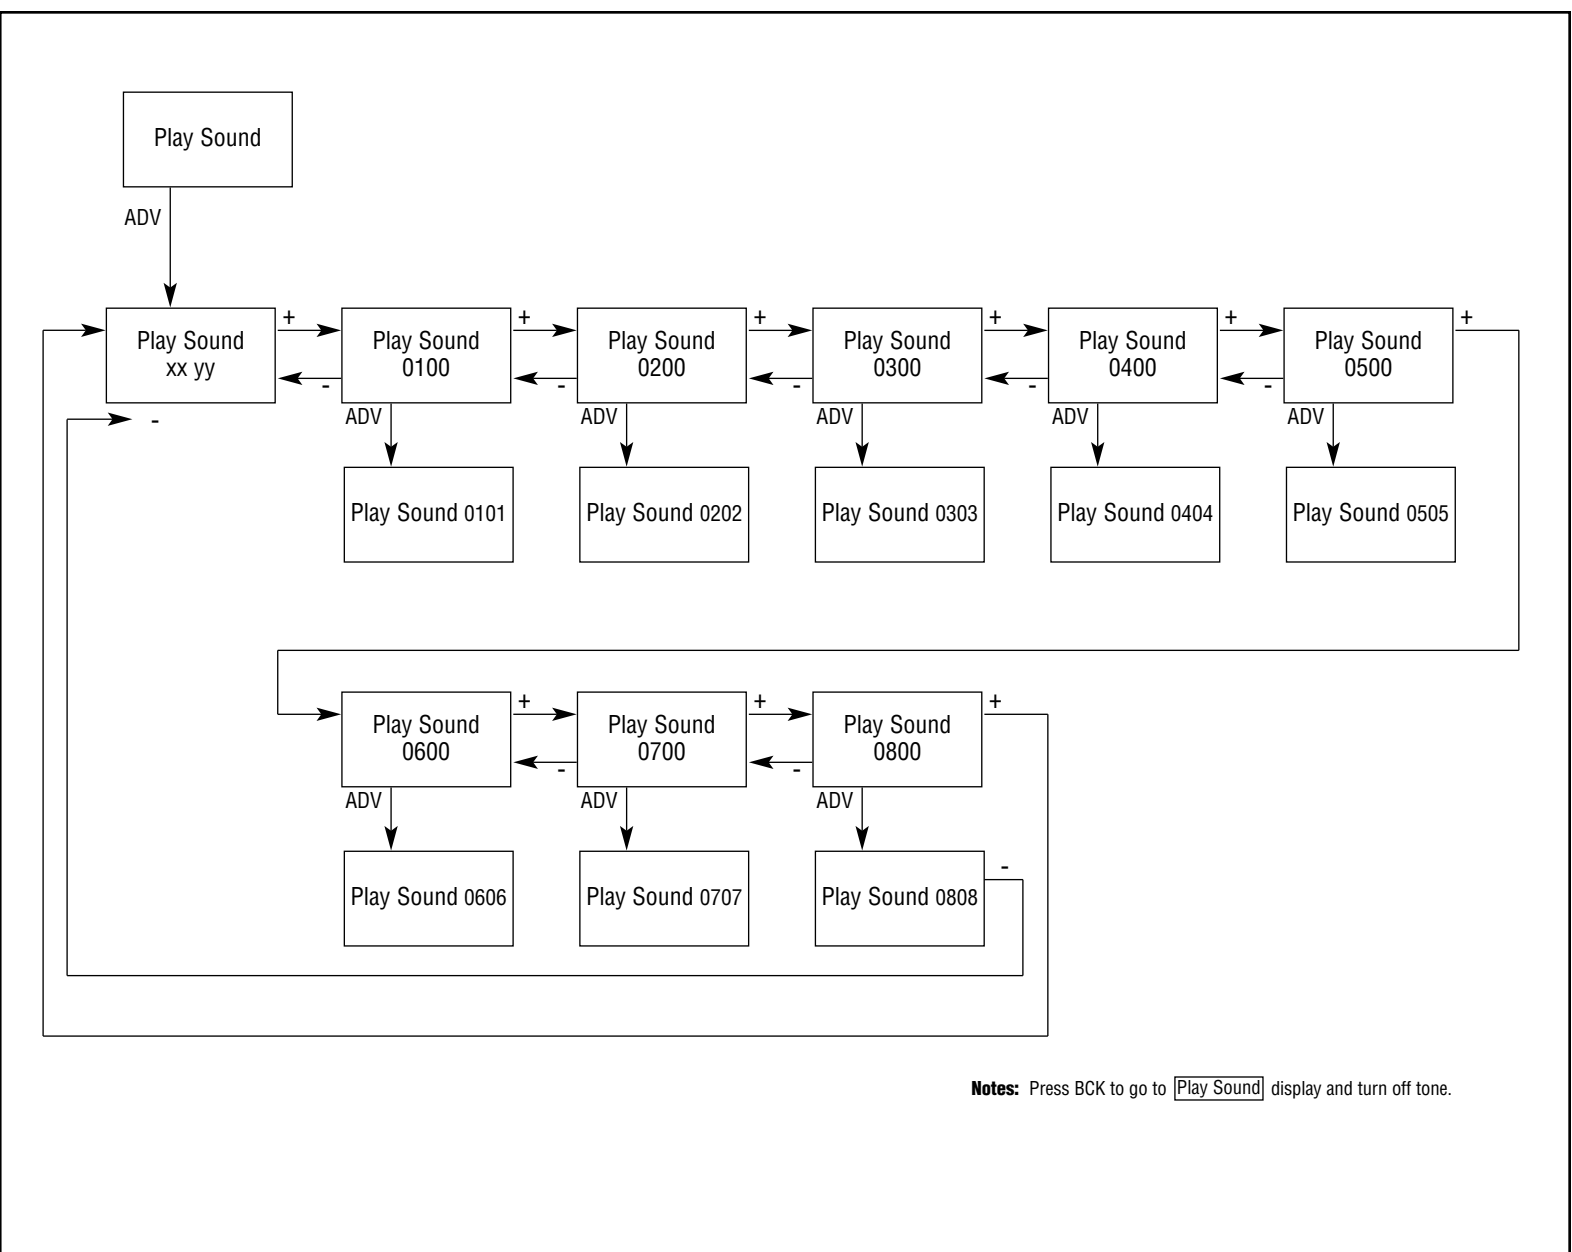 Play Sound
ADV
+ + + + + +
Play Sound
xx yy
Play Sound
0100
Play Sound
0200
Play Sound
0300
Play Sound
0400
Play Sound
0500
- - - - -
-
ADV ADV ADV ADV ADV
Play Sound 0101
Play Sound 0202
Play Sound 0303
Play Sound 0404
Play Sound 0505
+ + +
Play Sound
0600
Play Sound
0700
Play Sound
0800
- -
ADV ADV ADV
-
Play Sound 0606
Play Sound 0707
Play Sound 0808
Notes: Press BCK to go to Play Sound display and turn off tone.